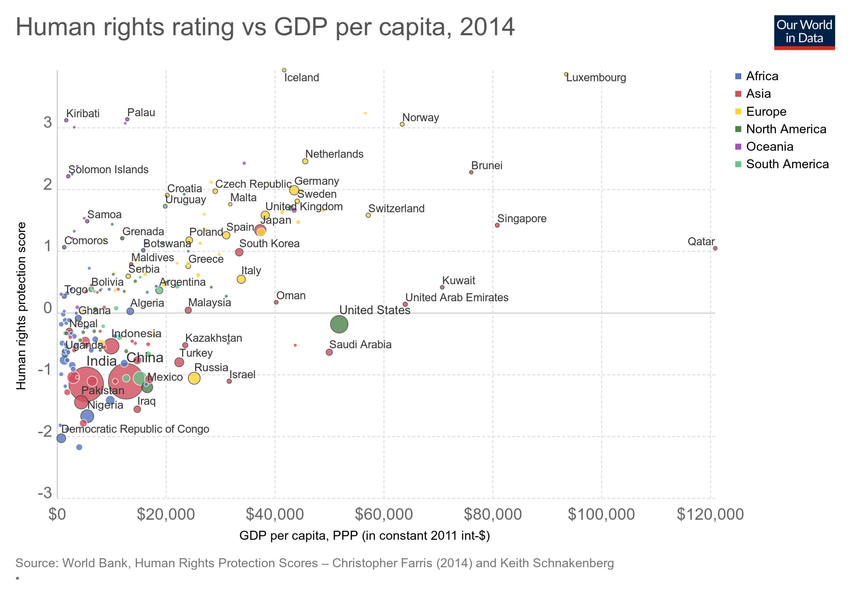 Human rights rating vs GDP per capita, 2014
Our World
in Data
Iceland
Luxembourg
Africa
Asia
Europe
North America
Oceania
South America
Kiribati
Palau
Norway
3
Netherlands
Solomon Islands
Brunei
Croatia
Czech Republic
Germany
2
Uruguay
Malta
Sweden
Samoa
United Kingdom
Switzerland
Japan
Singapore
Grenada
Poland
Spain
Comoros
Botswana
South Korea
Qatar
1
Maldives
Serbia
Greece
Italy
Togo
Bolivia
Argentina
Kuwait
Oman
United Arab Emirates
Ghana
Algeria
Malaysia
United States
0
Nepal
Indonesia
Kazakhstan
Uganda
Saudi Arabia
India
China
Turkey
Russia
Mexico
Israel
-1
Pakistan
Nigeria
Iraq
Democratic Republic of Congo
-2
-3
Human rights protection score
$0
$20,000
$40,000
$60,000
$80,000
$100,000
$120,000
GDP per capita, PPP (in constant 2011 int-$)
Source: World Bank, Human Rights Protection Scores – Christopher Farris (2014) and Keith Schnakenberg
•